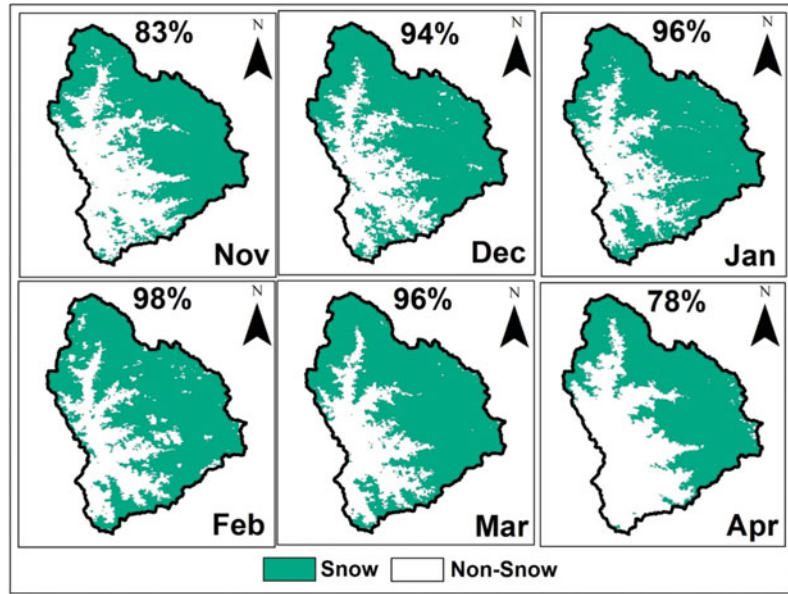 83%
N
Nov
94%
N
Dec
96%
N
Jan
98%
N
Feb
96%
N
Mar
78%
N
Apr
Snow
Non-Snow